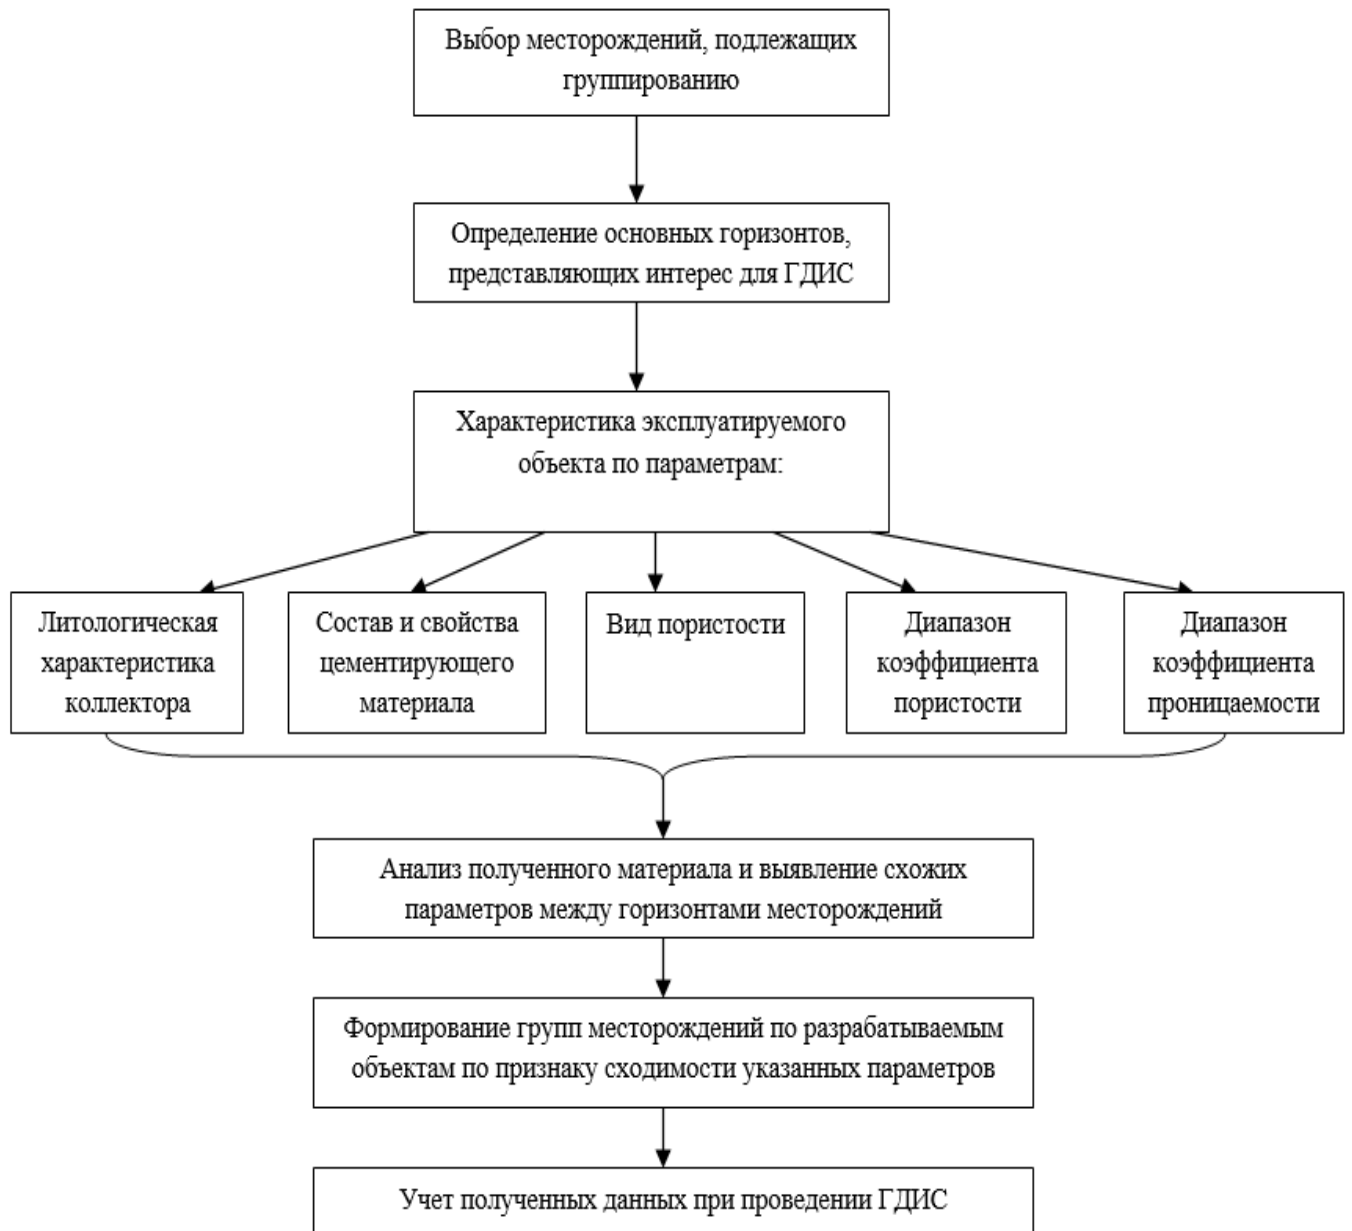 Выбор месторождений, подлежащих
группированию
Определение основных горизонтов,
представляющих интерес для ГДИС
Характеристика эксплуатируемого
объекта по параметрам:
Литологическая
характеристика
коллектора
Состав и свойства
цементирующего
материала
Вид пористости
Диапазон
коэффициента
пористости
Диапазон
коэффициента
проницаемости
Анализ полученного материала и выявление схожих
параметров между горизонтами месторождений
Формирование групп месторождений по разрабатываемым
объектам по признаку сходимости указанных параметров
Учет полученных данных при проведении ГДИС